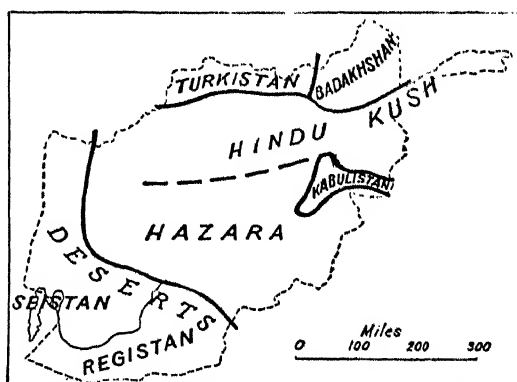 TURKISTAN
BADAKHSHAN
HINDU KUSH
KABULISTAN
HAZARA
DESERTS
SEISTAN
REGISTAN
Miles
0 100 200 300